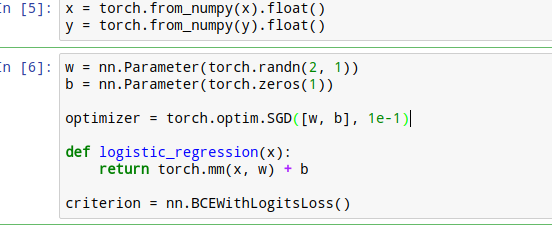 In [5]: x = torch.from_numpy(x).float()
y = torch.from_numpy(y).float()
In [6]: w = nn.Parameter(torch.randn(2, 1))
b = nn.Parameter(torch.zeros(1))
optimizer = torch.optim.SGD([w, b], 1e-1)
def logistic_regression(x):
return torch.mm(x, w) + b
criterion = nn.BCEWithLogitsLoss()